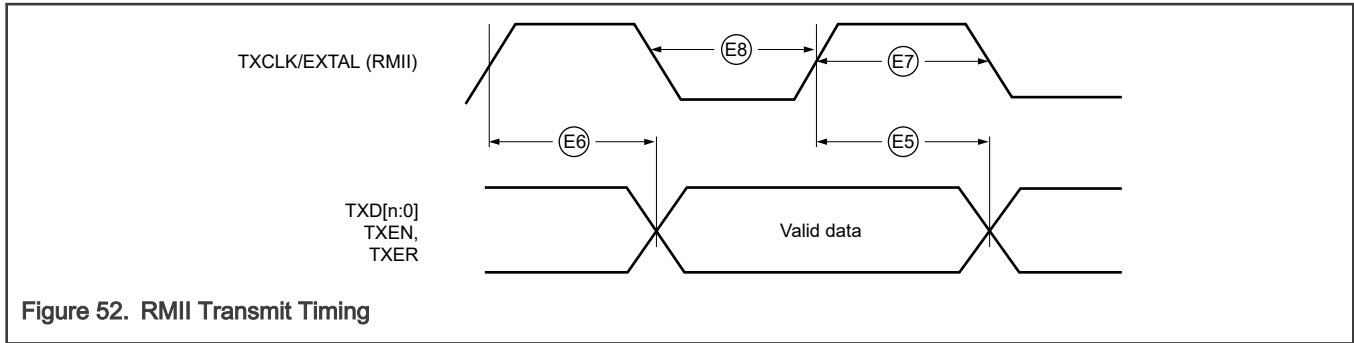 TXCLK/EXTAL (RMII)
E8
E7
E6
E5
TXD[n:0]
TXEN,
TXER
Valid data
Figure 52. RMII Transmit Timing